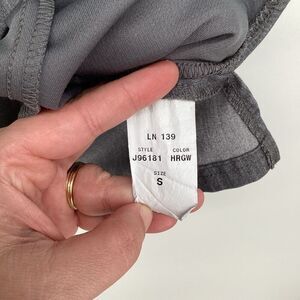 LN 139
STYLE COLOR
J96181 HRGW
SIZE
S